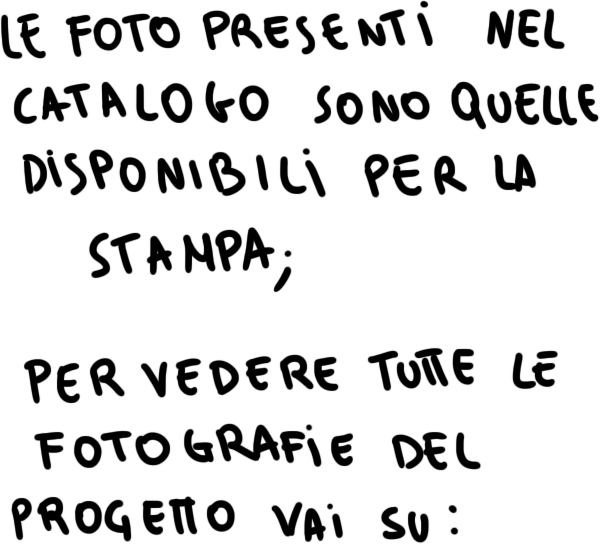 LE FOTO PRESENTI NEL
CATALOGO SONO QUELLE
DISPONIBILI PER LA
STAMPA;
PER VEDERE TUTTE LE
FOTOGRAFIE DEL
PROGETTO VAI SU: